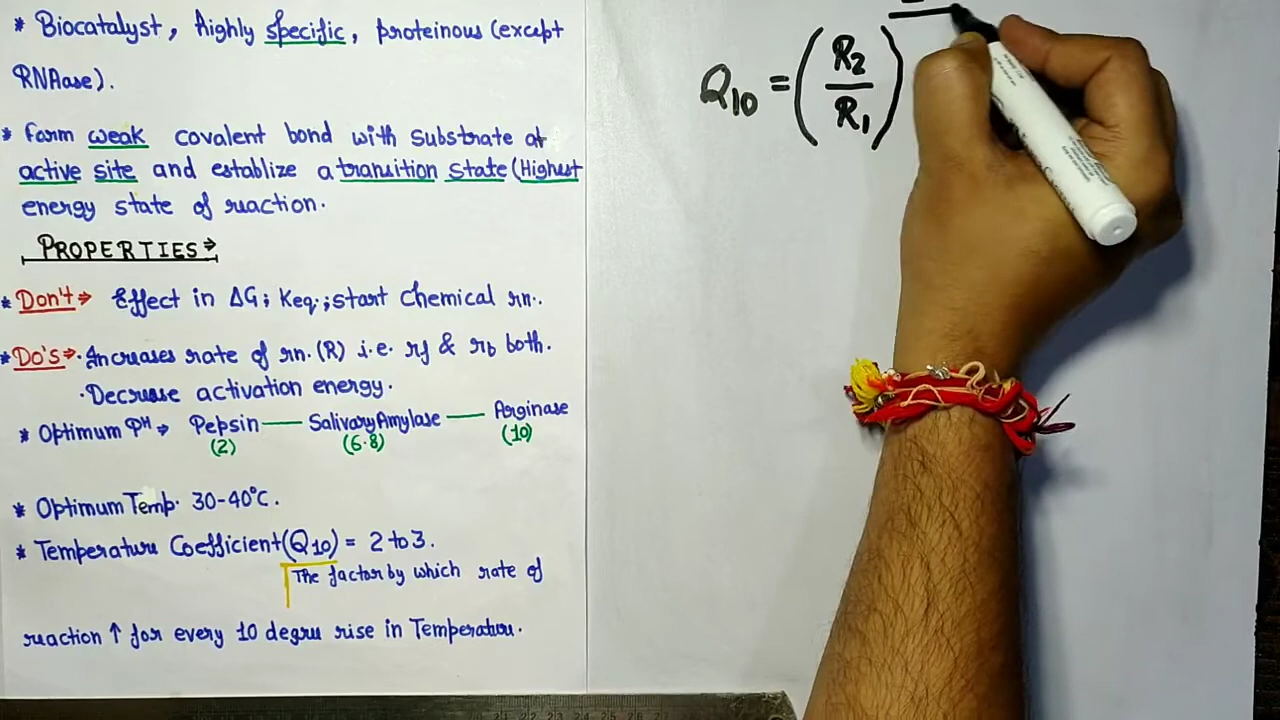 * Biocatalyst, highly specific, proteinous (except
RNAase).
* form weak covalent bond with substrate at
active site and establize a transition state (Highest
energy state of reaction.
PROPERTIES→
* Don't⇒ Effect in ΔG; Keq.; start chemical rn..
* Do's⇒ · Increases rate of rn. (R) i.e. rf & rb both.
· Decrease activation energy.
* Optimum PH⇒ Pepsin — Salivary Amylase — Arginase
(2) (6.8) (10)
* Optimum Temp. 30-40°C.
* Temperature Coefficient(Q10) = 2 to 3.
The factor by which rate of
reaction ↑ for every 10 degree rise in Temperature.
Q10 = (R2/R1)